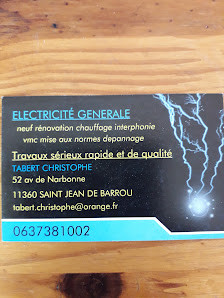 ELECTRICITÉ GENERALE
neuf rénovation chauffage interphonie
vmc mise aux normes depannage
Travaux sérieux rapide et de qualité
TABERT CHRISTOPHE
52 av de Narbonne
11360 SAINT JEAN DE BARROU
tabert.christophe@orange.fr
0637381002